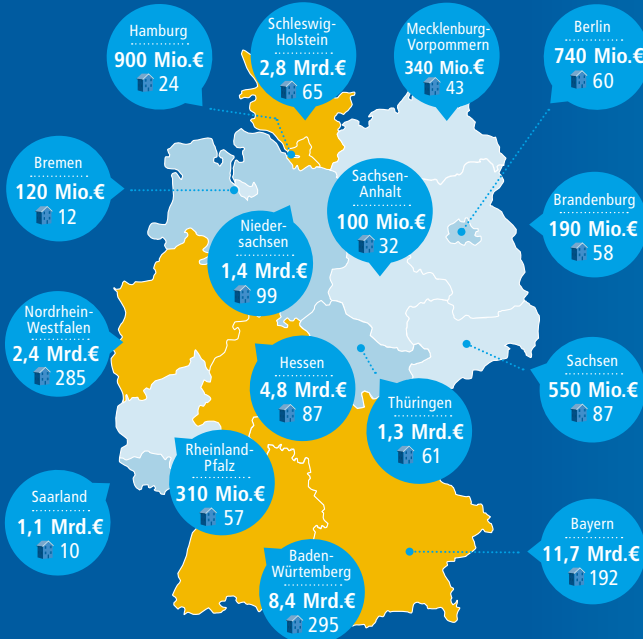 Hamburg
900 Mio.€
24
Schleswig-
Holstein
2,8 Mrd.€
65
Mecklenburg-
Vorpommern
340 Mio.€
43
Berlin
740 Mio.€
60
Bremen
120 Mio.€
12
Sachsen-
Anhalt
100 Mio.€
32
Brandenburg
190 Mio.€
58
Nieder-
sachsen
1,4 Mrd.€
99
Nordrhein-
Westfalen
2,4 Mrd.€
285
Hessen
4,8 Mrd.€
87
Thüringen
1,3 Mrd.€
61
Sachsen
550 Mio.€
87
Rheinland-
Pfalz
310 Mio.€
57
Saarland
1,1 Mrd.€
10
Baden-
Würtemberg
8,4 Mrd.€
295
Bayern
11,7 Mrd.€
192